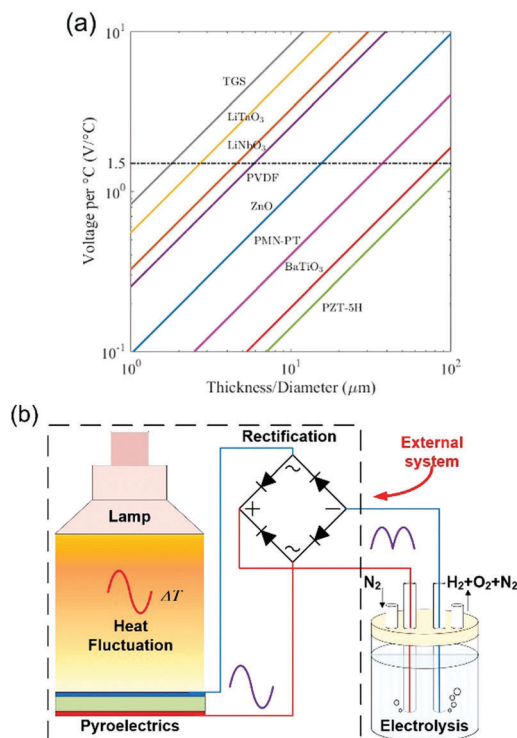 (a)
10¹
1.5
10⁰
10⁻¹
Voltage per °C (V/°C)
TGS
LiTaO₃
LiNbO₃
PVDF
ZnO
PMN-PT
BaTiO₃
PZT-5H
10⁰
10¹
10²
Thickness/Diameter (μm)
(b)
Rectification
External
system
Lamp
~
+
−
~
ΔT
Heat
Fluctuation
N₂
H₂+O₂+N₂
Pyroelectrics
Electrolysis